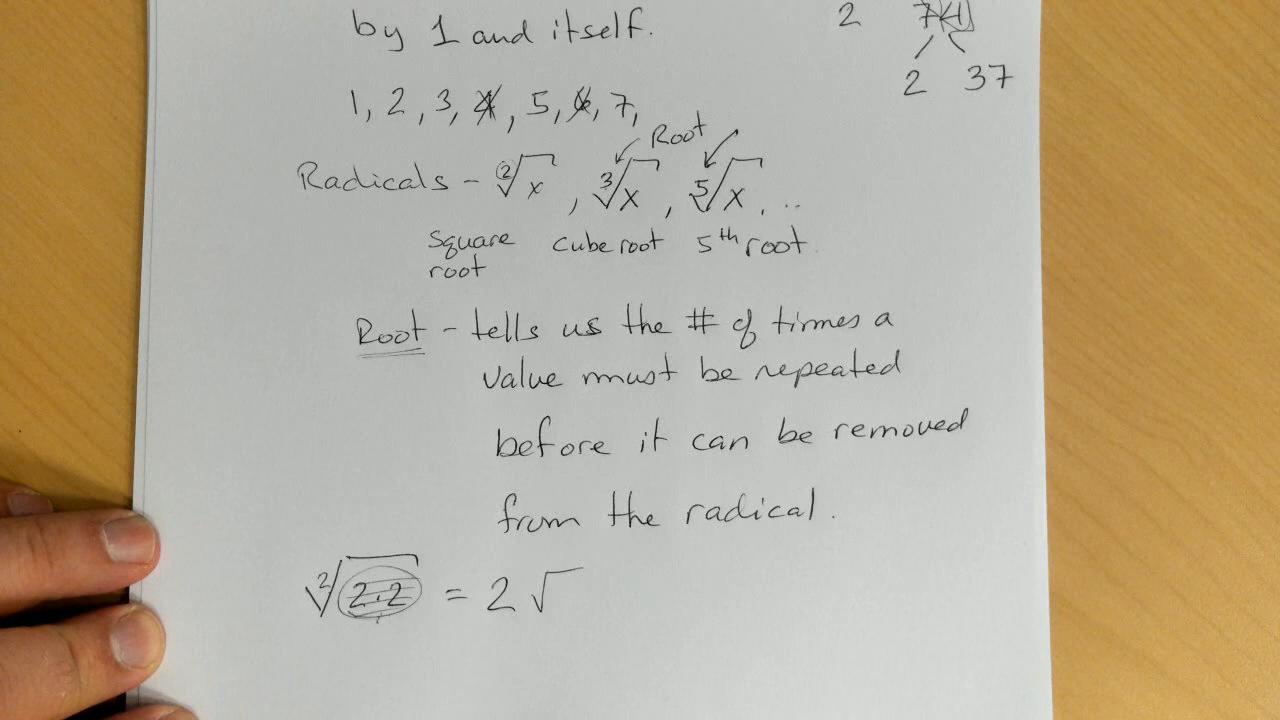 by 1 and itself.
2
2 37
1, 2, 3, 4, 5, 6, 7,
Root
Radicals - ²√x , ³√x , ⁵√x , ..
Square root
cube root
5th root
Root - tells us the # of times a
value must be repeated
before it can be removed
from the radical.
²√2·2 = 2√